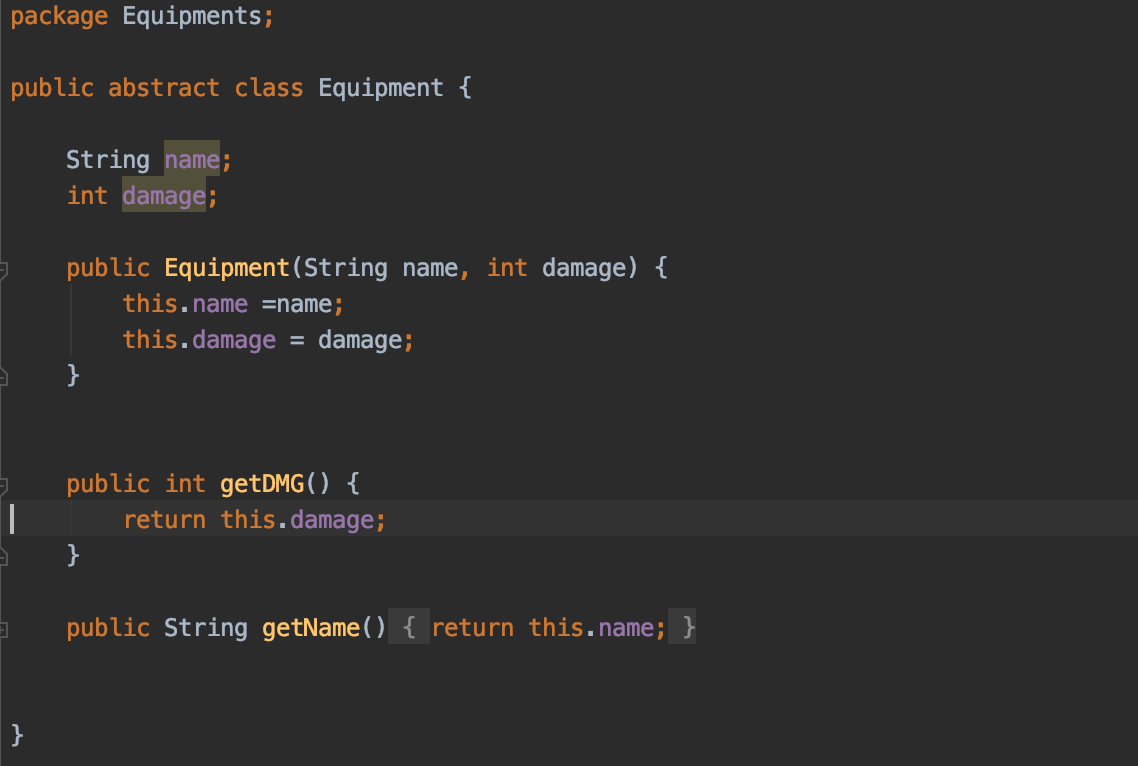 package Equipments;
public abstract class Equipment {
String name;
int damage;
public Equipment(String name, int damage) {
this.name =name;
this.damage = damage;
}
public int getDMG() {
return this.damage;
}
public String getName() { return this.name; }
}